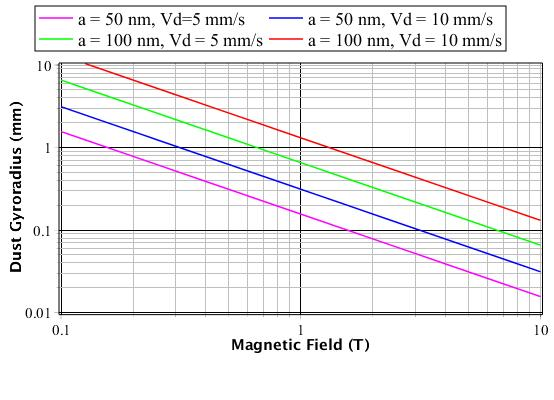 a = 50 nm, Vd=5 mm/s a = 50 nm, Vd = 10 mm/s
a = 100 nm, Vd = 5 mm/s a = 100 nm, Vd = 10 mm/s
10
1
0.1
0.01
Dust Gyroradius (mm)
0.1 1 10
Magnetic Field (T)